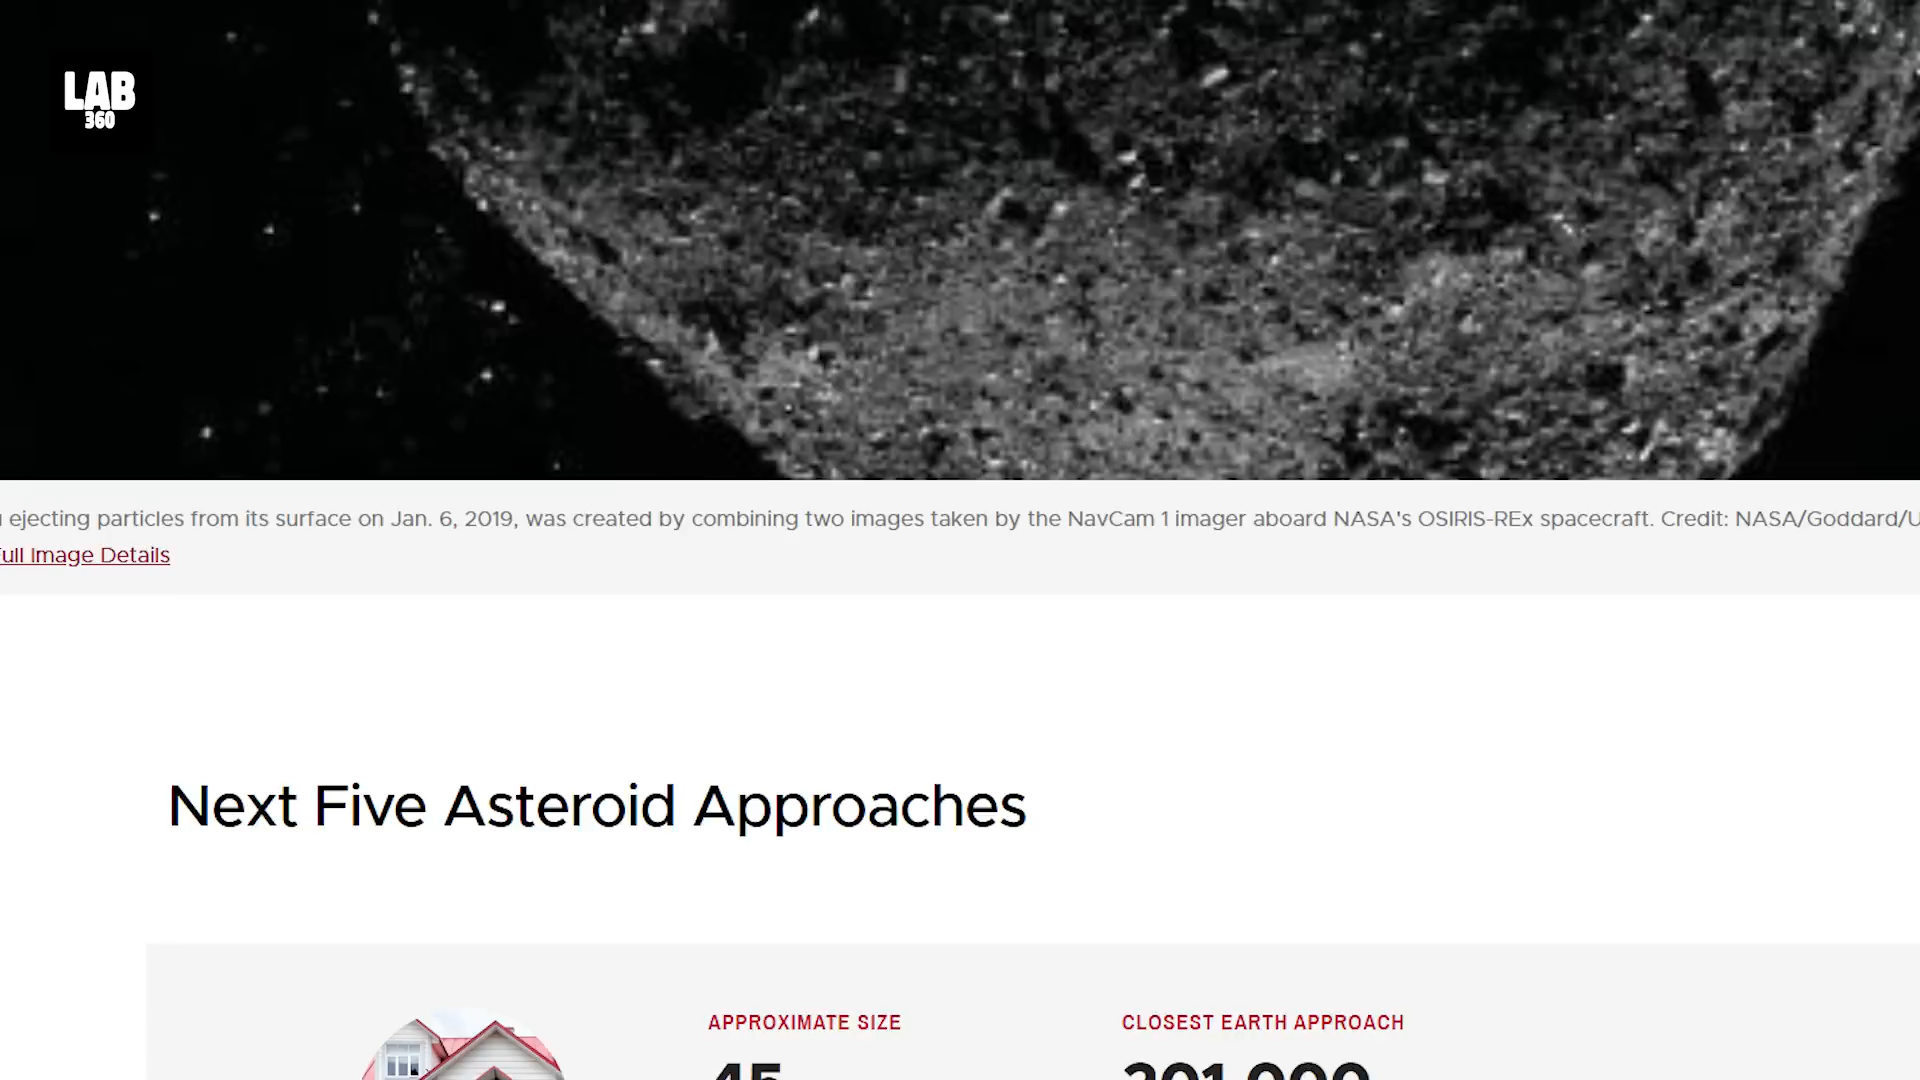 LAB
360
ejecting particles from its surface on Jan. 6, 2019, was created by combining two images taken by the NavCam 1 imager aboard NASA's OSIRIS-REx spacecraft. Credit: NASA/Goddard/U
ull Image Details
Next Five Asteroid Approaches
APPROXIMATE SIZE
CLOSEST EARTH APPROACH
45